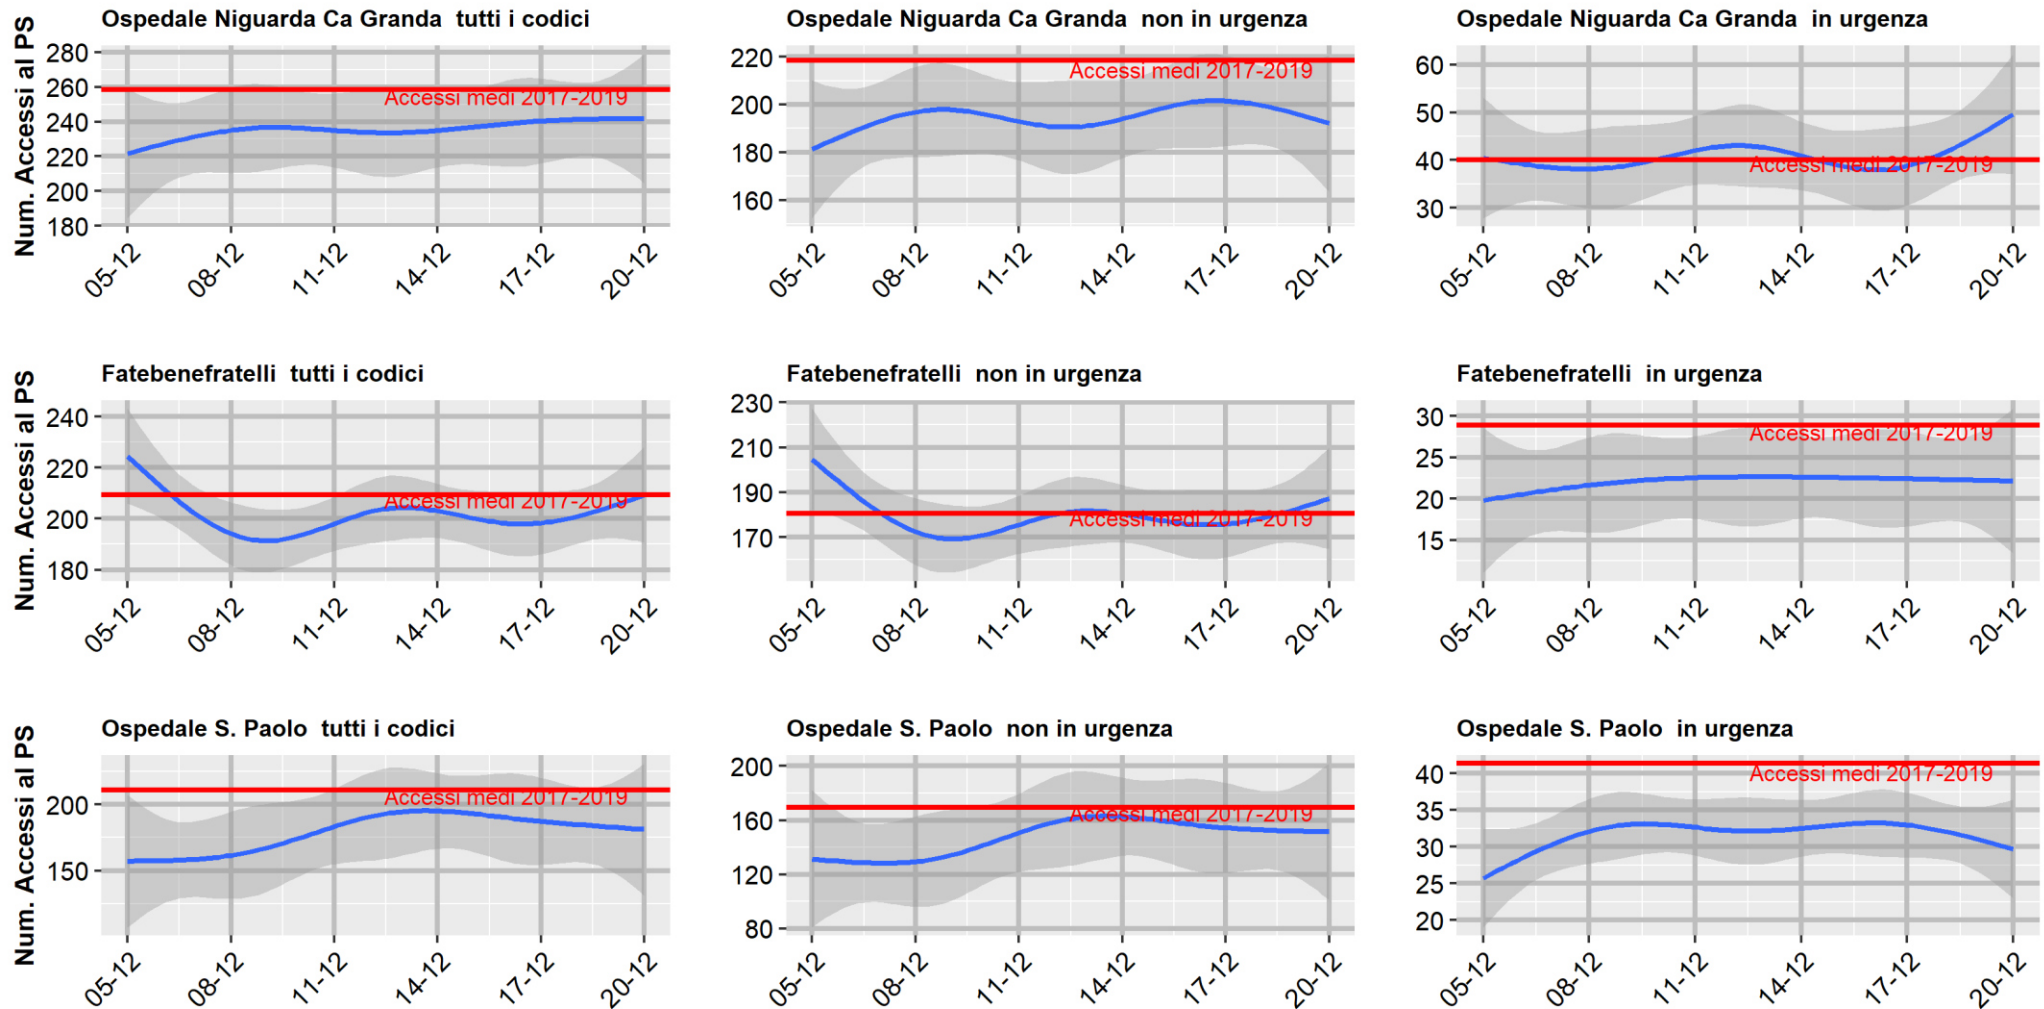 Ospedale Niguarda Ca Granda  tutti i codici
Num. Accessi al PS
280
260
240
220
200
180
Accessi medi 2017-2019
05-12 08-12 11-12 14-12 17-12 20-12
Ospedale Niguarda Ca Granda  non in urgenza
220
200
180
160
Accessi medi 2017-2019
05-12 08-12 11-12 14-12 17-12 20-12
Ospedale Niguarda Ca Granda  in urgenza
60
50
40
30
Accessi medi 2017-2019
05-12 08-12 11-12 14-12 17-12 20-12
Fatebenefratelli  tutti i codici
Num. Accessi al PS
240
220
200
180
Accessi medi 2017-2019
05-12 08-12 11-12 14-12 17-12 20-12
Fatebenefratelli  non in urgenza
230
210
190
170
Accessi medi 2017-2019
05-12 08-12 11-12 14-12 17-12 20-12
Fatebenefratelli  in urgenza
30
25
20
15
Accessi medi 2017-2019
05-12 08-12 11-12 14-12 17-12 20-12
Ospedale S. Paolo  tutti i codici
Num. Accessi al PS
200
150
Accessi medi 2017-2019
05-12 08-12 11-12 14-12 17-12 20-12
Ospedale S. Paolo  non in urgenza
200
160
120
80
Accessi medi 2017-2019
05-12 08-12 11-12 14-12 17-12 20-12
Ospedale S. Paolo  in urgenza
40
35
30
25
20
Accessi medi 2017-2019
05-12 08-12 11-12 14-12 17-12 20-12